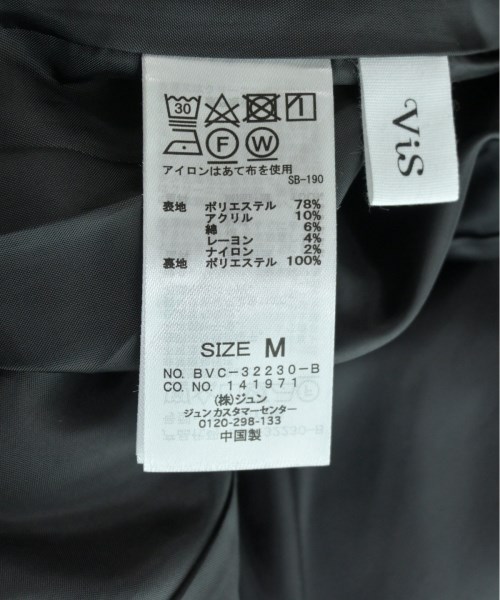 30
F W
アイロンはあて布を使用
SB-190
表地 ポリエステル 78%
アクリル 10%
綿 6%
レーヨン 4%
ナイロン 2%
裏地 ポリエステル 100%
SIZE M
NO. BVC-32230-B
CO. NO. 141971
(株)ジュン
ジュン カスタマーセンター
0120-298-133
中国製
ViS